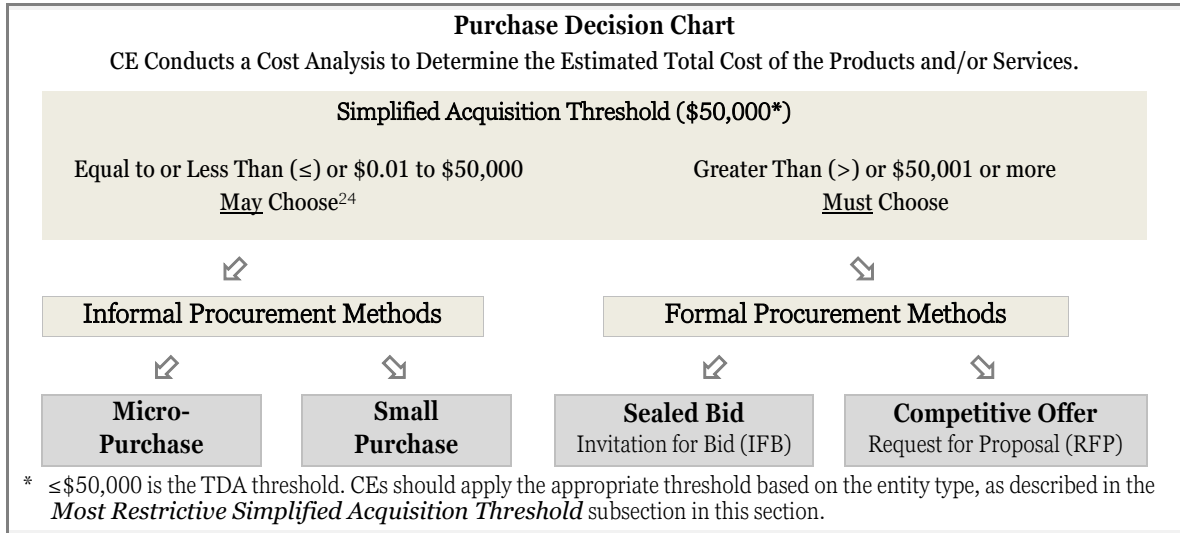 Purchase Decision Chart
CE Conducts a Cost Analysis to Determine the Estimated Total Cost of the Products and/or Services.
Simplified Acquisition Threshold ($50,000*)
Equal to or Less Than (≤) or $0.01 to $50,000
May Choose24
Greater Than (>) or $50,001 or more
Must Choose
Informal Procurement Methods
Formal Procurement Methods
Micro-
Purchase
Small
Purchase
Sealed Bid
Invitation for Bid (IFB)
Competitive Offer
Request for Proposal (RFP)
* ≤$50,000 is the TDA threshold. CEs should apply the appropriate threshold based on the entity type, as described in the
Most Restrictive Simplified Acquisition Threshold subsection in this section.